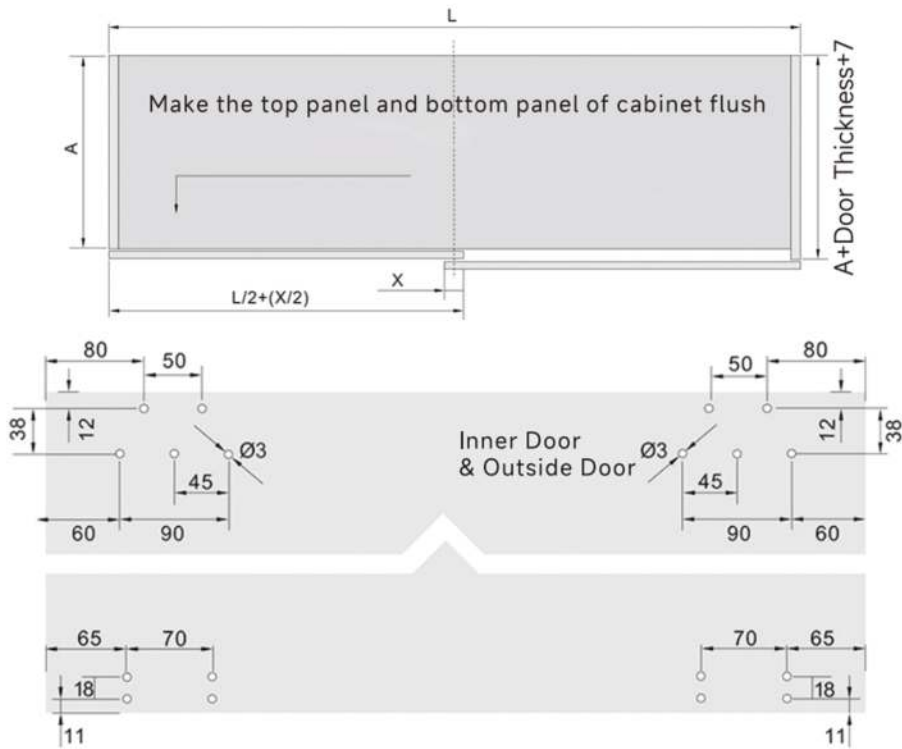 L
A
Make the top panel and bottom panel of cabinet flush
A+Door Thickness+7
X
L/2+(X/2)
80
50
50
80
38
12
Ø3
Inner Door
& Outside Door
Ø3
12
38
45
45
60
90
90
60
65
70
70
65
18
18
11
11